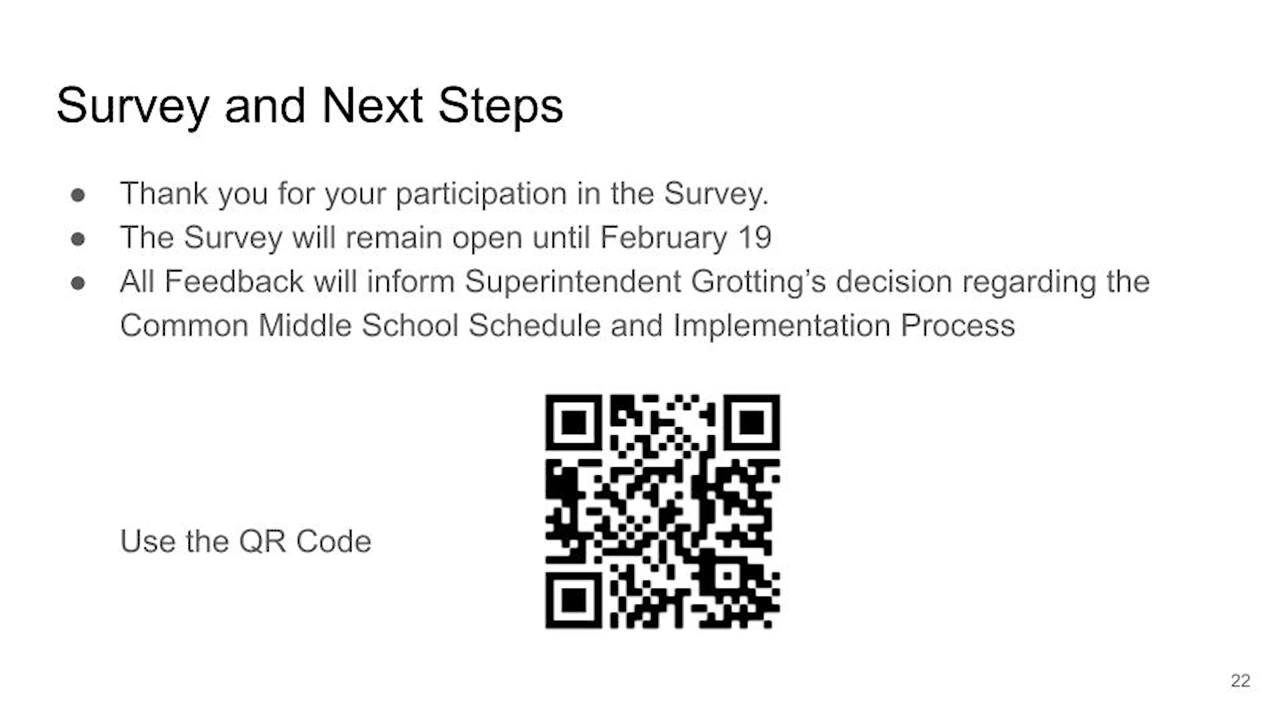 Survey and Next Steps
● Thank you for your participation in the Survey.
● The Survey will remain open until February 19
● All Feedback will inform Superintendent Grotting’s decision regarding the
Common Middle School Schedule and Implementation Process
Use the QR Code
22